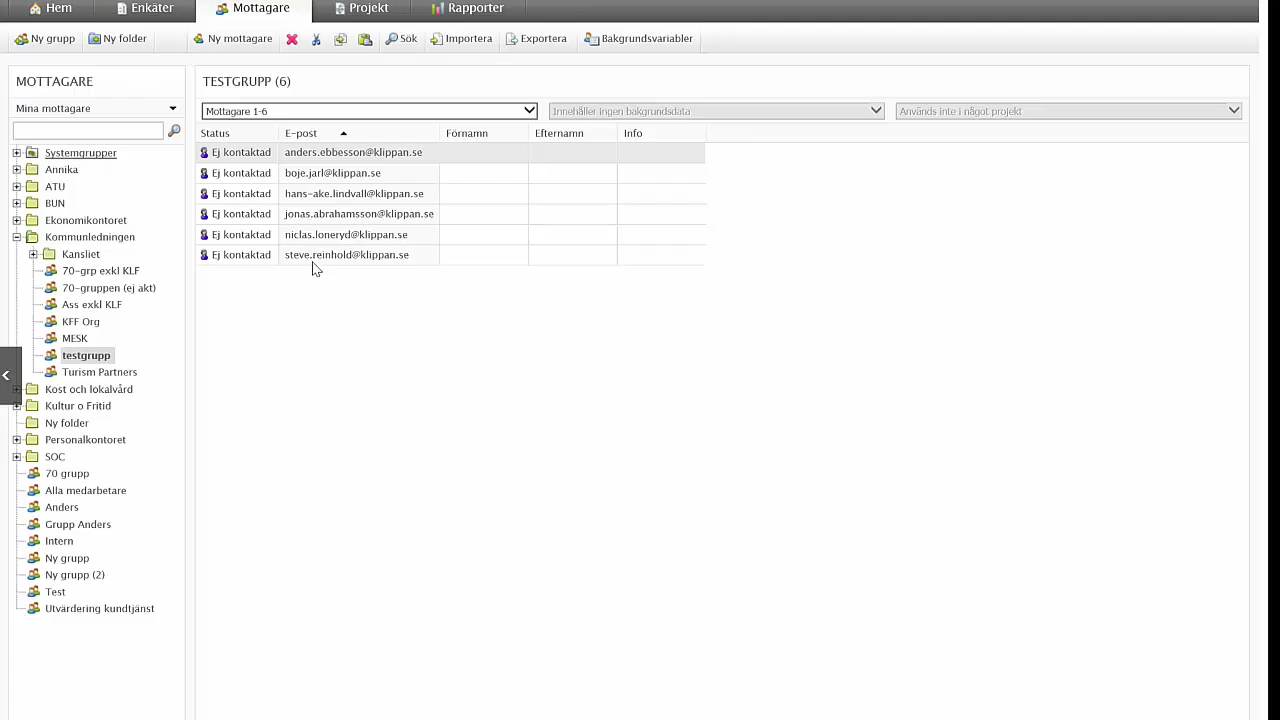 Hem Enkäter Mottagare Projekt Rapporter
Ny grupp Ny folder Ny mottagare Sök Importera Exportera Bakgrundsvariabler
MOTTAGARE
Mina mottagare
Systemgrupper
Annika
ATU
BUN
Ekonomikontoret
Kommunledningen
Kansliet
70-grp exkl KLF
70-gruppen (ej akt)
Ass exkl KLF
KFF Org
MESK
testgrupp
Turism Partners
Kost och lokalvård
Kultur o Fritid
Ny folder
Personalkontoret
SOC
70 grupp
Alla medarbetare
Anders
Grupp Anders
Intern
Ny grupp
Ny grupp (2)
Test
Utvärdering kundtjänst
TESTGRUPP (6)
Mottagare 1-6 Innehåller ingen bakgrundsdata Används inte i något projekt
Status E-post Förnamn Efternamn Info
Ej kontaktad anders.ebbesson@klippan.se
Ej kontaktad boje.jarl@klippan.se
Ej kontaktad hans-ake.lindvall@klippan.se
Ej kontaktad jonas.abrahamsson@klippan.se
Ej kontaktad niclas.loneryd@klippan.se
Ej kontaktad steve.reinhold@klippan.se